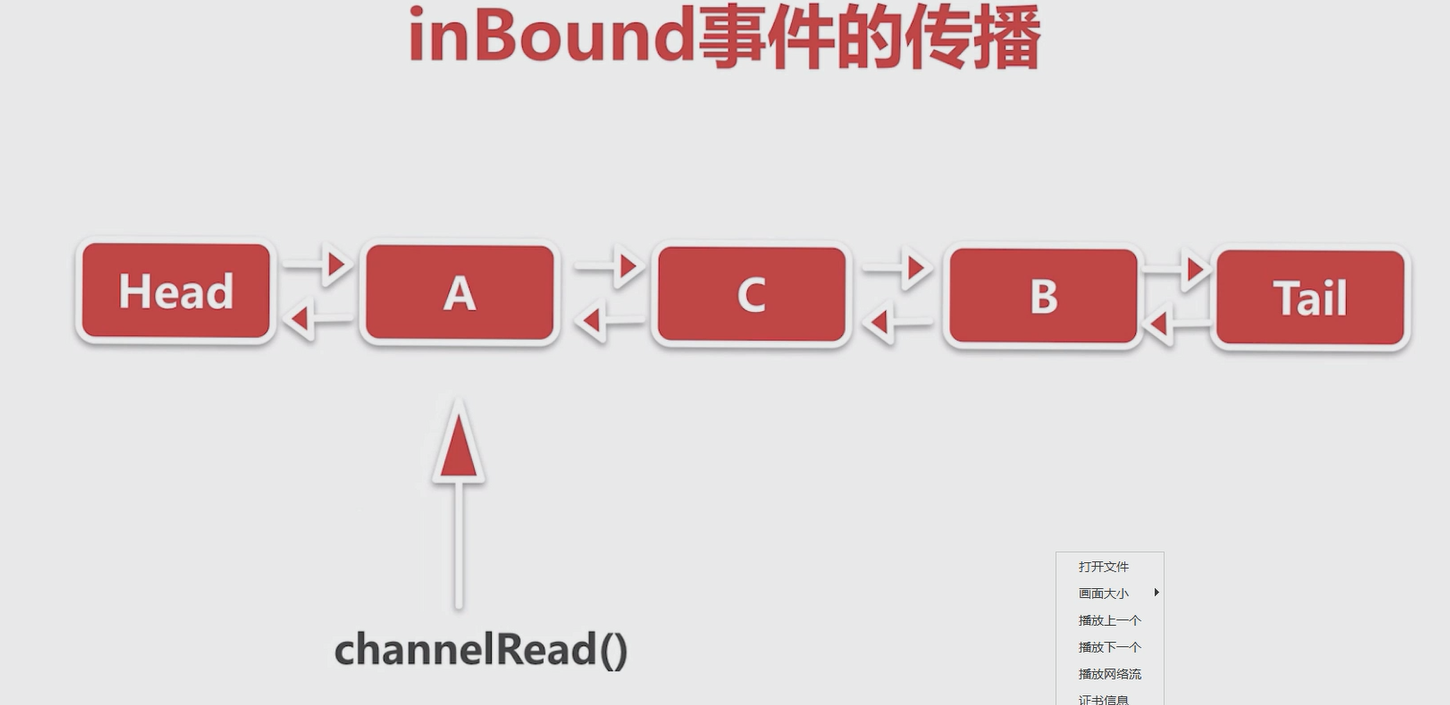 inBound事件的传播
Head
A
C
B
Tail
channelRead()
打开文件
画面大小
播放上一个
播放下一个
播放网络流
证书信息